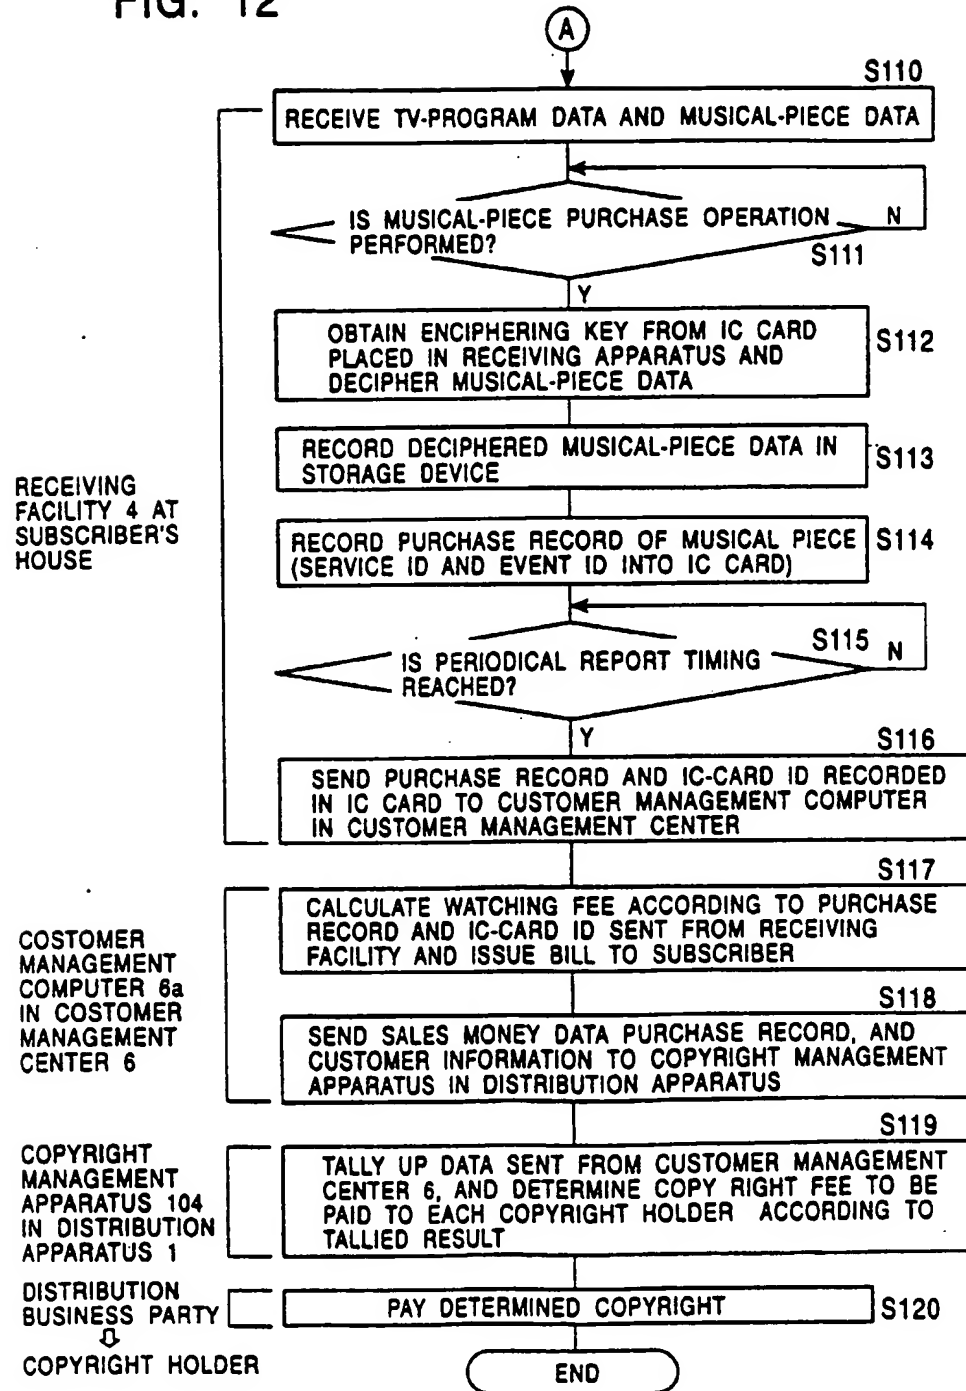 FIG. 12
A
S110
RECEIVE TV-PROGRAM DATA AND MUSICAL-PIECE DATA
IS MUSICAL-PIECE PURCHASE OPERATION
PERFORMED?
N
S111
Y
OBTAIN ENCIPHERING KEY FROM IC CARD
PLACED IN RECEIVING APPARATUS AND
DECIPHER MUSICAL-PIECE DATA
S112
RECORD DECIPHERED MUSICAL-PIECE DATA IN
STORAGE DEVICE
S113
RECEIVING
FACILITY 4 AT
SUBSCRIBER'S
HOUSE
RECORD PURCHASE RECORD OF MUSICAL PIECE
(SERVICE ID AND EVENT ID INTO IC CARD)
S114
IS PERIODICAL REPORT TIMING
REACHED?
S115
N
Y
S116
SEND PURCHASE RECORD AND IC-CARD ID RECORDED
IN IC CARD TO CUSTOMER MANAGEMENT COMPUTER
IN CUSTOMER MANAGEMENT CENTER
S117
CALCULATE WATCHING FEE ACCORDING TO PURCHASE
RECORD AND IC-CARD ID SENT FROM RECEIVING
FACILITY AND ISSUE BILL TO SUBSCRIBER
COSTOMER
MANAGEMENT
COMPUTER 6a
IN COSTOMER
MANAGEMENT
CENTER 6
S118
SEND SALES MONEY DATA PURCHASE RECORD, AND
CUSTOMER INFORMATION TO COPYRIGHT MANAGEMENT
APPARATUS IN DISTRIBUTION APPARATUS
S119
COPYRIGHT
MANAGEMENT
APPARATUS 104
IN DISTRIBUTION
APPARATUS 1
TALLY UP DATA SENT FROM CUSTOMER MANAGEMENT
CENTER 6, AND DETERMINE COPY RIGHT FEE TO BE
PAID TO EACH COPYRIGHT HOLDER ACCORDING TO
TALLIED RESULT
DISTRIBUTION
BUSINESS PARTY
⇩
COPYRIGHT HOLDER
PAY DETERMINED COPYRIGHT
S120
END